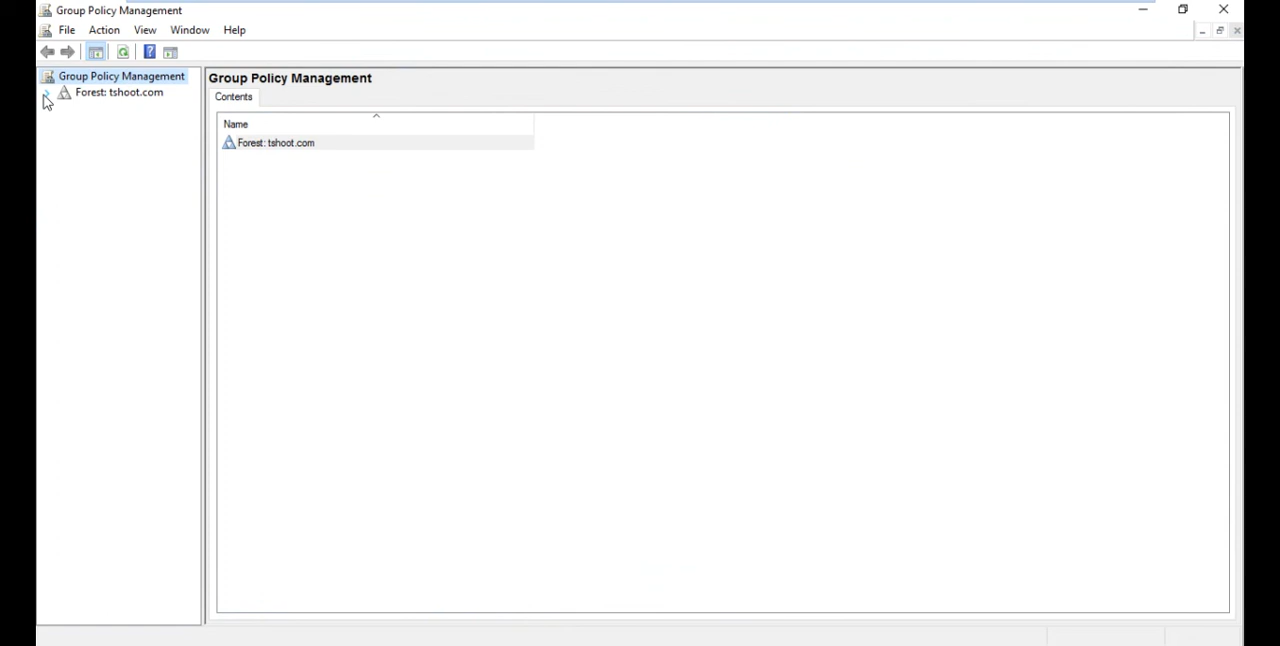 Group Policy Management
File Action View Window Help
Group Policy Management
Forest: tshoot.com
Group Policy Management
Contents
Name
Forest: tshoot.com